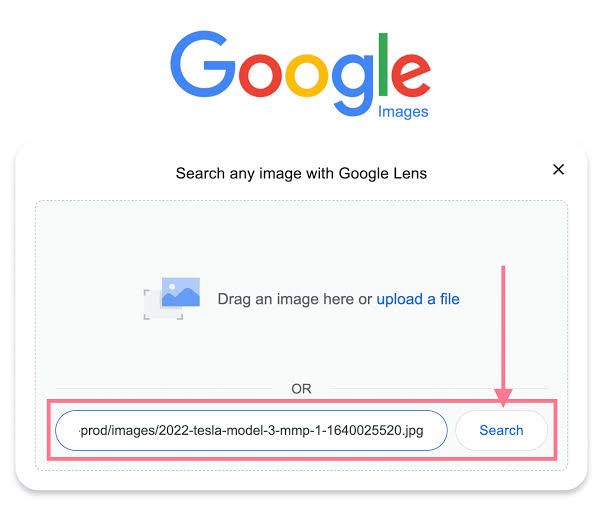 Google
Images
Search any image with Google Lens
Drag an image here or upload a file
OR
prod/images/2022-tesla-model-3-mmp-1-1640025520.jpg
Search